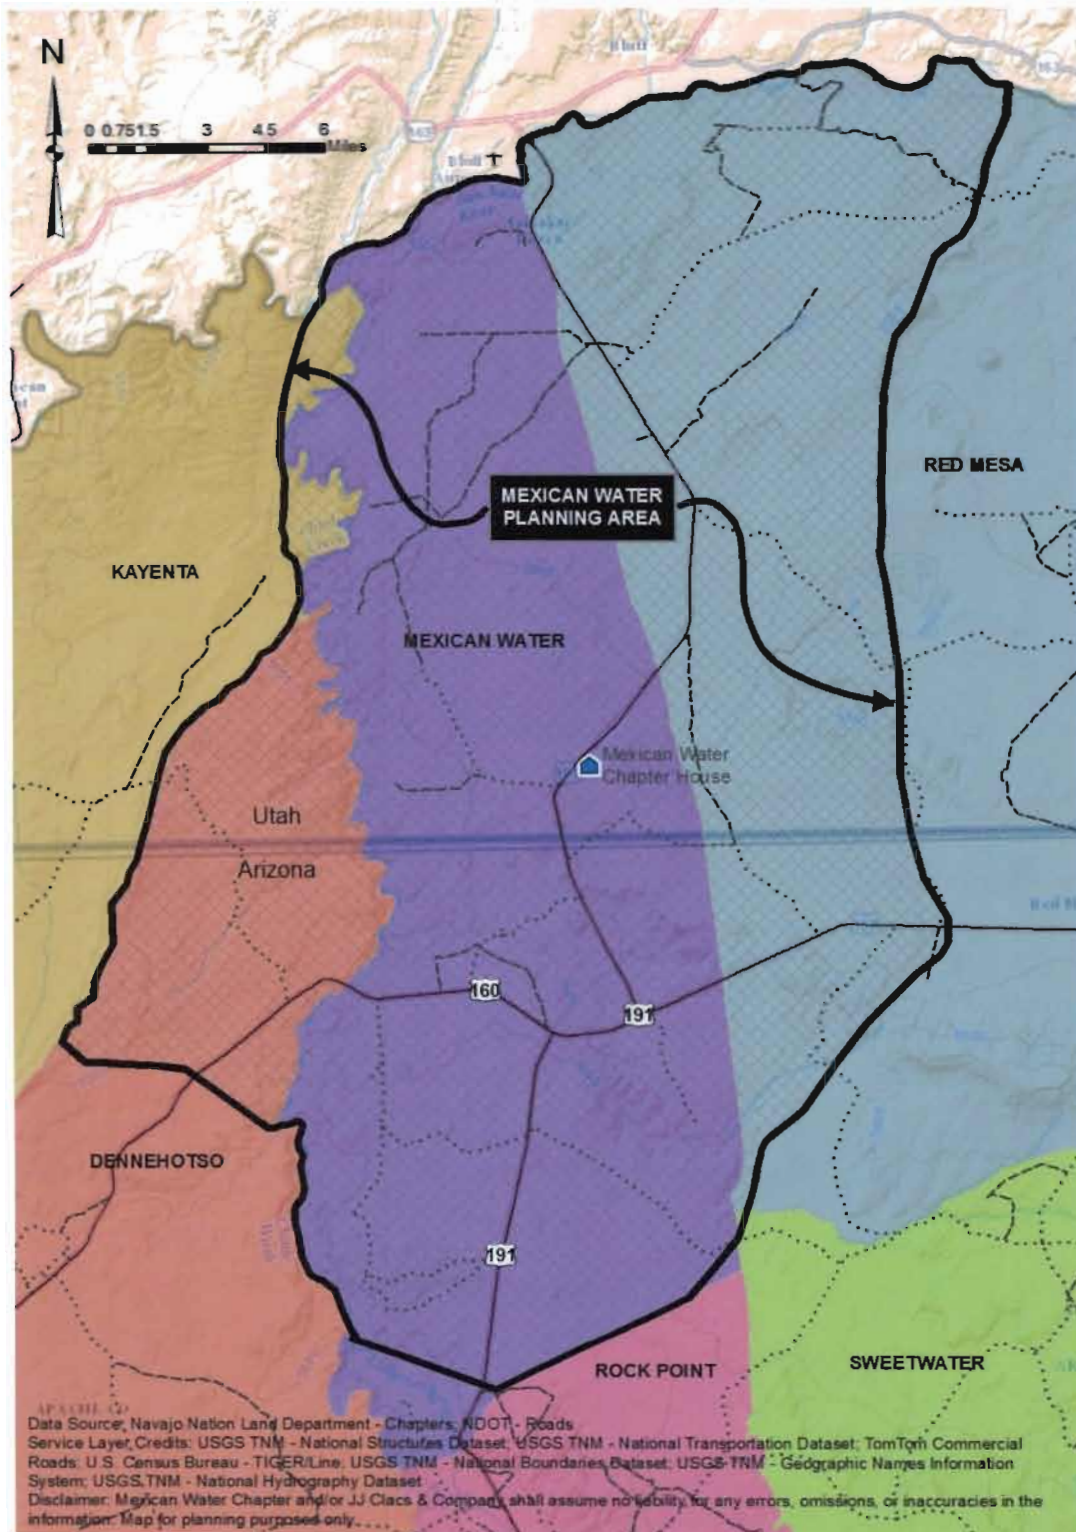 Bluff
N
0 0.75 1.5 3 4.5 6
Miles
163
Bluff
RED MESA
MEXICAN WATER
PLANNING AREA
KAYENTA
MEXICAN WATER
Mexican Water
Chapter House
Utah
Arizona
160
191
DENNEHOTSO
191
ROCK POINT
SWEETWATER
APACHE CO
Data Source: Navajo Nation Land Department - Chapters; NDOT - Roads
Service Layer Credits: USGS TNM - National Structures Dataset; USGS TNM - National Transportation Dataset; TomTom Commercial
Roads: U.S. Census Bureau - TIGER/Line; USGS TNM - National Boundaries Dataset; USGS TNM - Geographic Names Information
System; USGS TNM - National Hydrography Dataset
Disclaimer: Mexican Water Chapter and/or JJ Clacs & Company shall assume no liability for any errors, omissions, or inaccuracies in the
information. Map for planning purposes only.